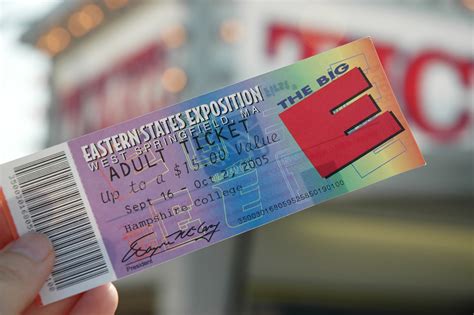 EASTERN STATES EXPOSITION
WEST SPRINGFIELD, MA
ADULT TICKET
Up to a $15.00 Value
Sept 16 - Oct 2, 2005
Hampshire college
President
THE BIG
E